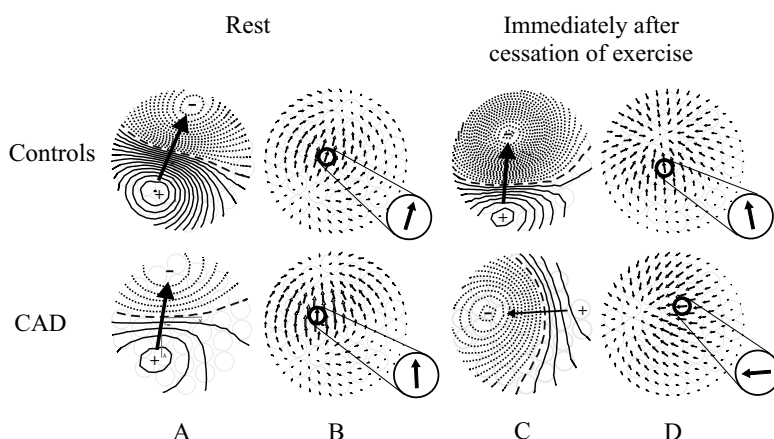 Rest
Immediately after
cessation of exercise
Controls
CAD
A B C D